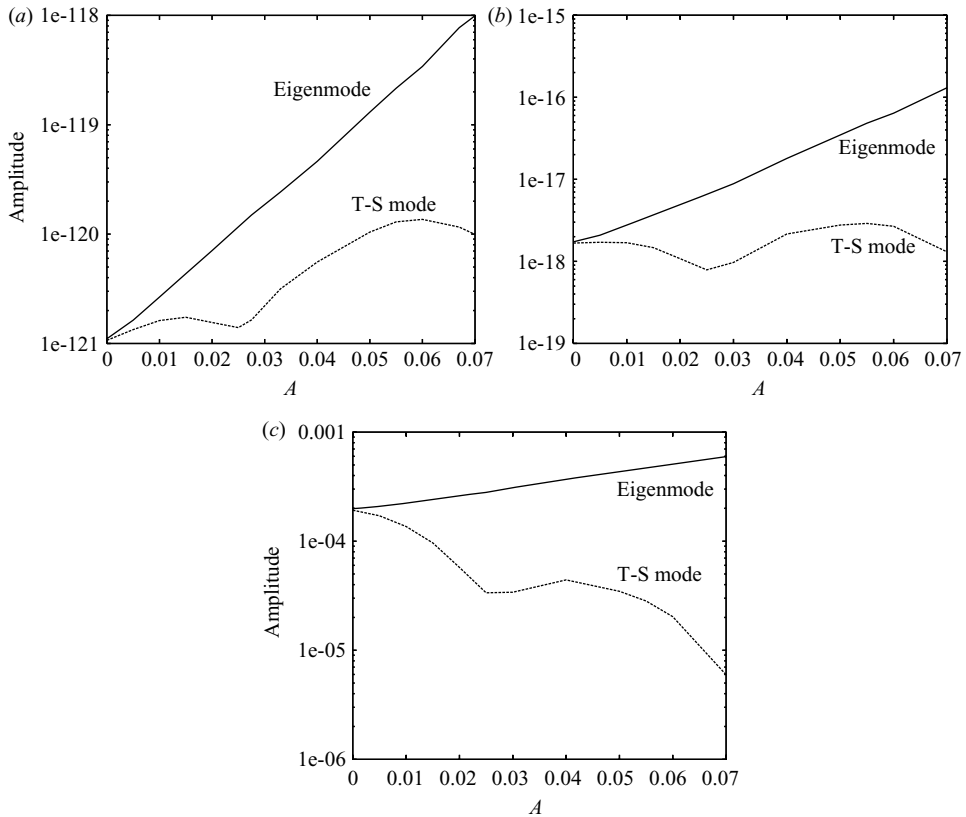 (a)
1e-118
1e-119
1e-120
1e-121
Amplitude
Eigenmode
T-S mode
0 0.01 0.02 0.03 0.04 0.05 0.06 0.07
A
(b)
1e-15
1e-16
1e-17
1e-18
1e-19
Eigenmode
T-S mode
0 0.01 0.02 0.03 0.04 0.05 0.06 0.07
A
(c)
0.001
1e-04
1e-05
1e-06
Amplitude
Eigenmode
T-S mode
0 0.01 0.02 0.03 0.04 0.05 0.06 0.07
A